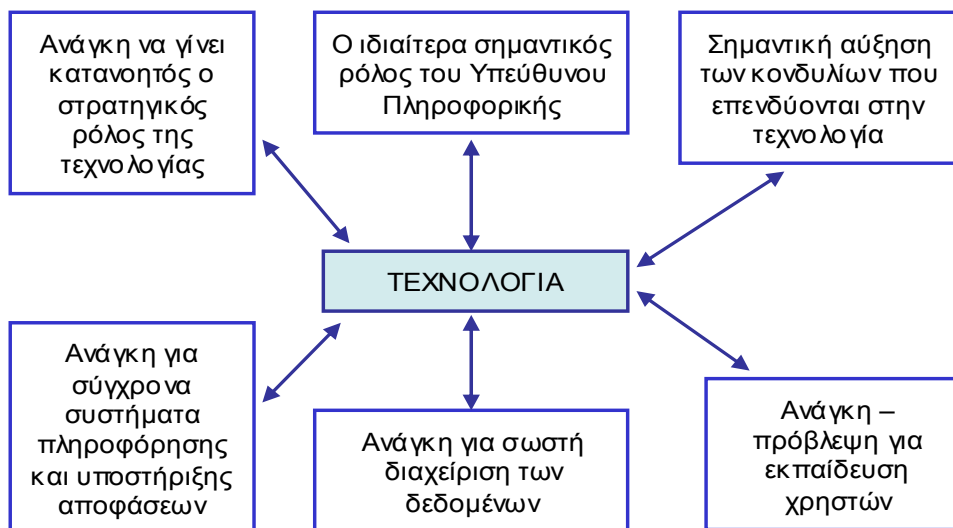 Ανάγκη να γίνει
κατανοητός ο
στρατηγικός
ρόλος της
τεχνολογίας
Ο ιδιαίτερα σημαντικός
ρόλος του Υπεύθυνου
Πληροφορικής
Σημαντική αύξηση
των κονδυλίων που
επενδύονται στην
τεχνολογία
ΤΕΧΝΟΛΟΓΙΑ
Ανάγκη για
σύγχρονα
συστήματα
πληροφόρησης
και υποστήριξης
αποφάσεων
Ανάγκη για σωστή
διαχείριση των
δεδομένων
Ανάγκη –
πρόβλεψη για
εκπαίδευση
χρηστών